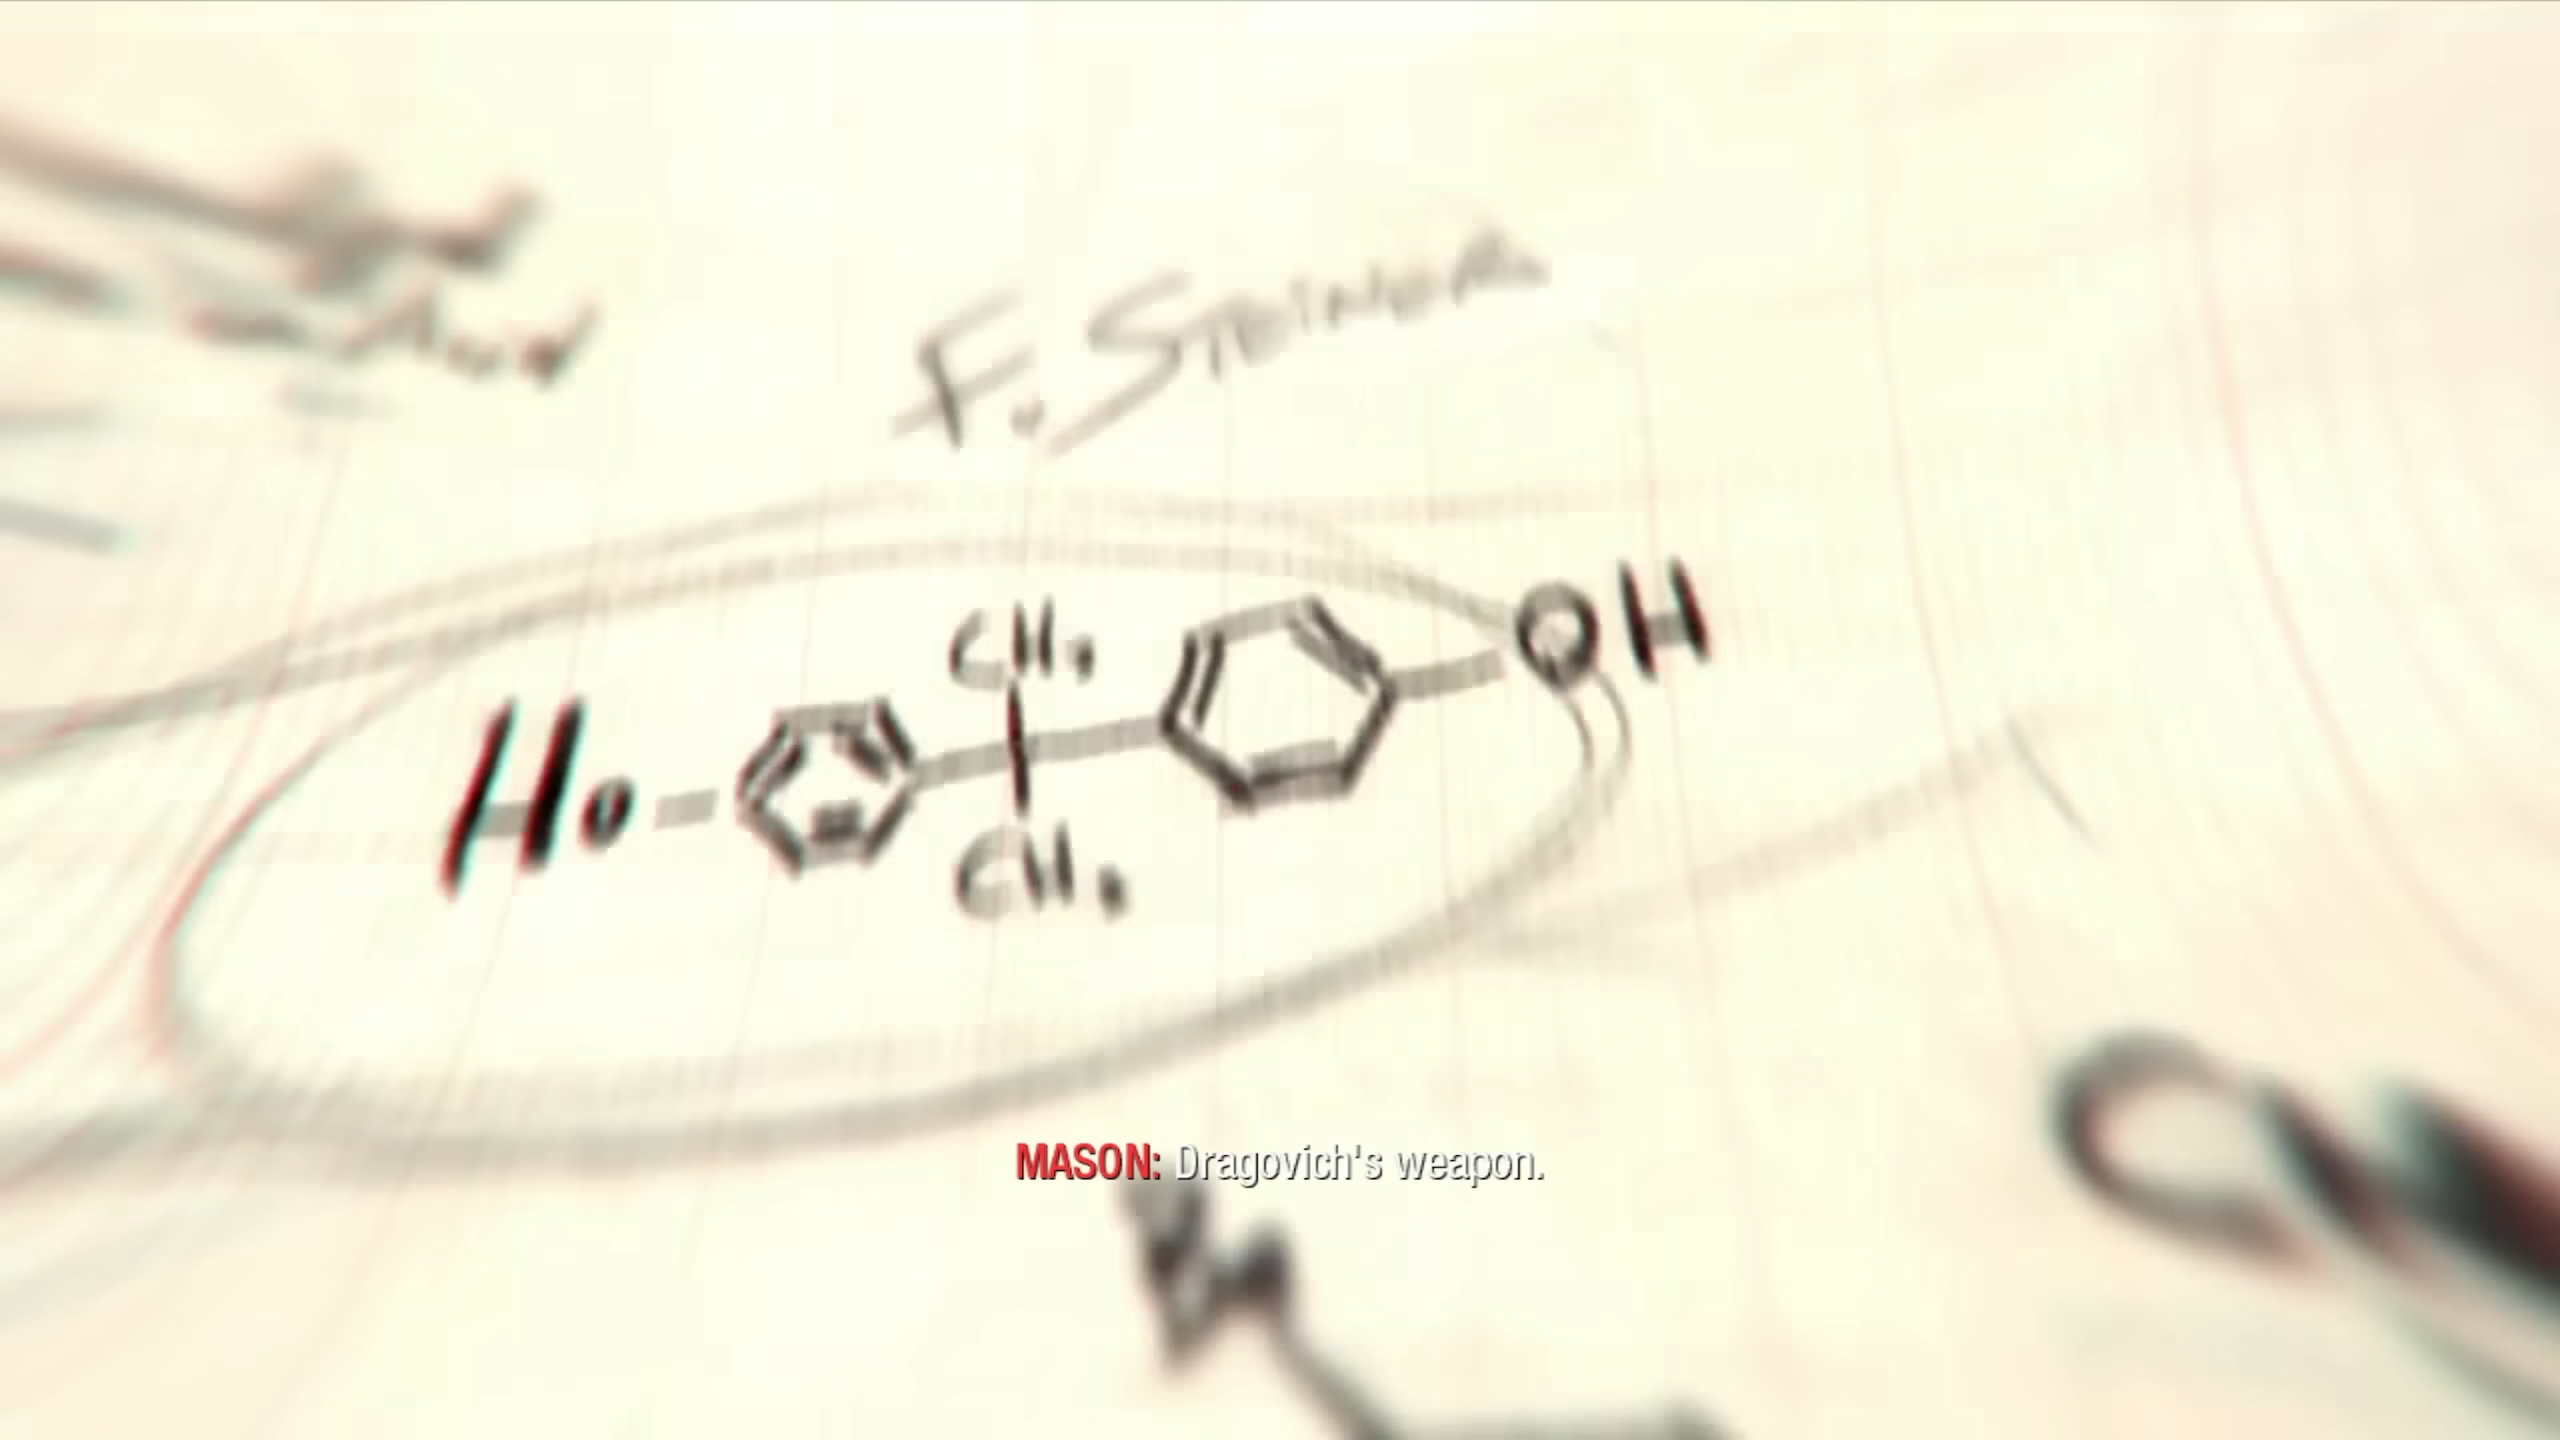 F. STEINER
CH3
HO
OH
CH3
MASON: Dragovich's weapon.